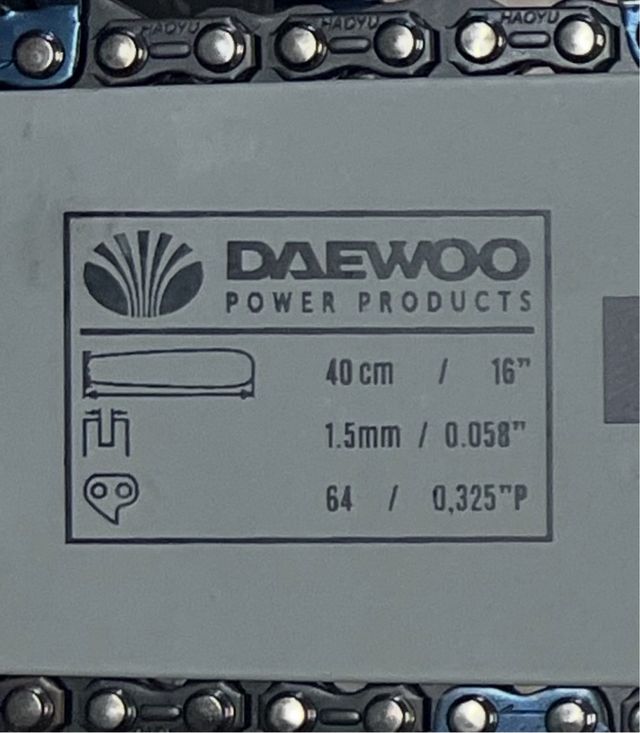 HAOYU HAOYU HAOYU
DAEWOO
POWER PRODUCTS
40 cm / 16”
1.5mm / 0.058”
64 / 0,325”P